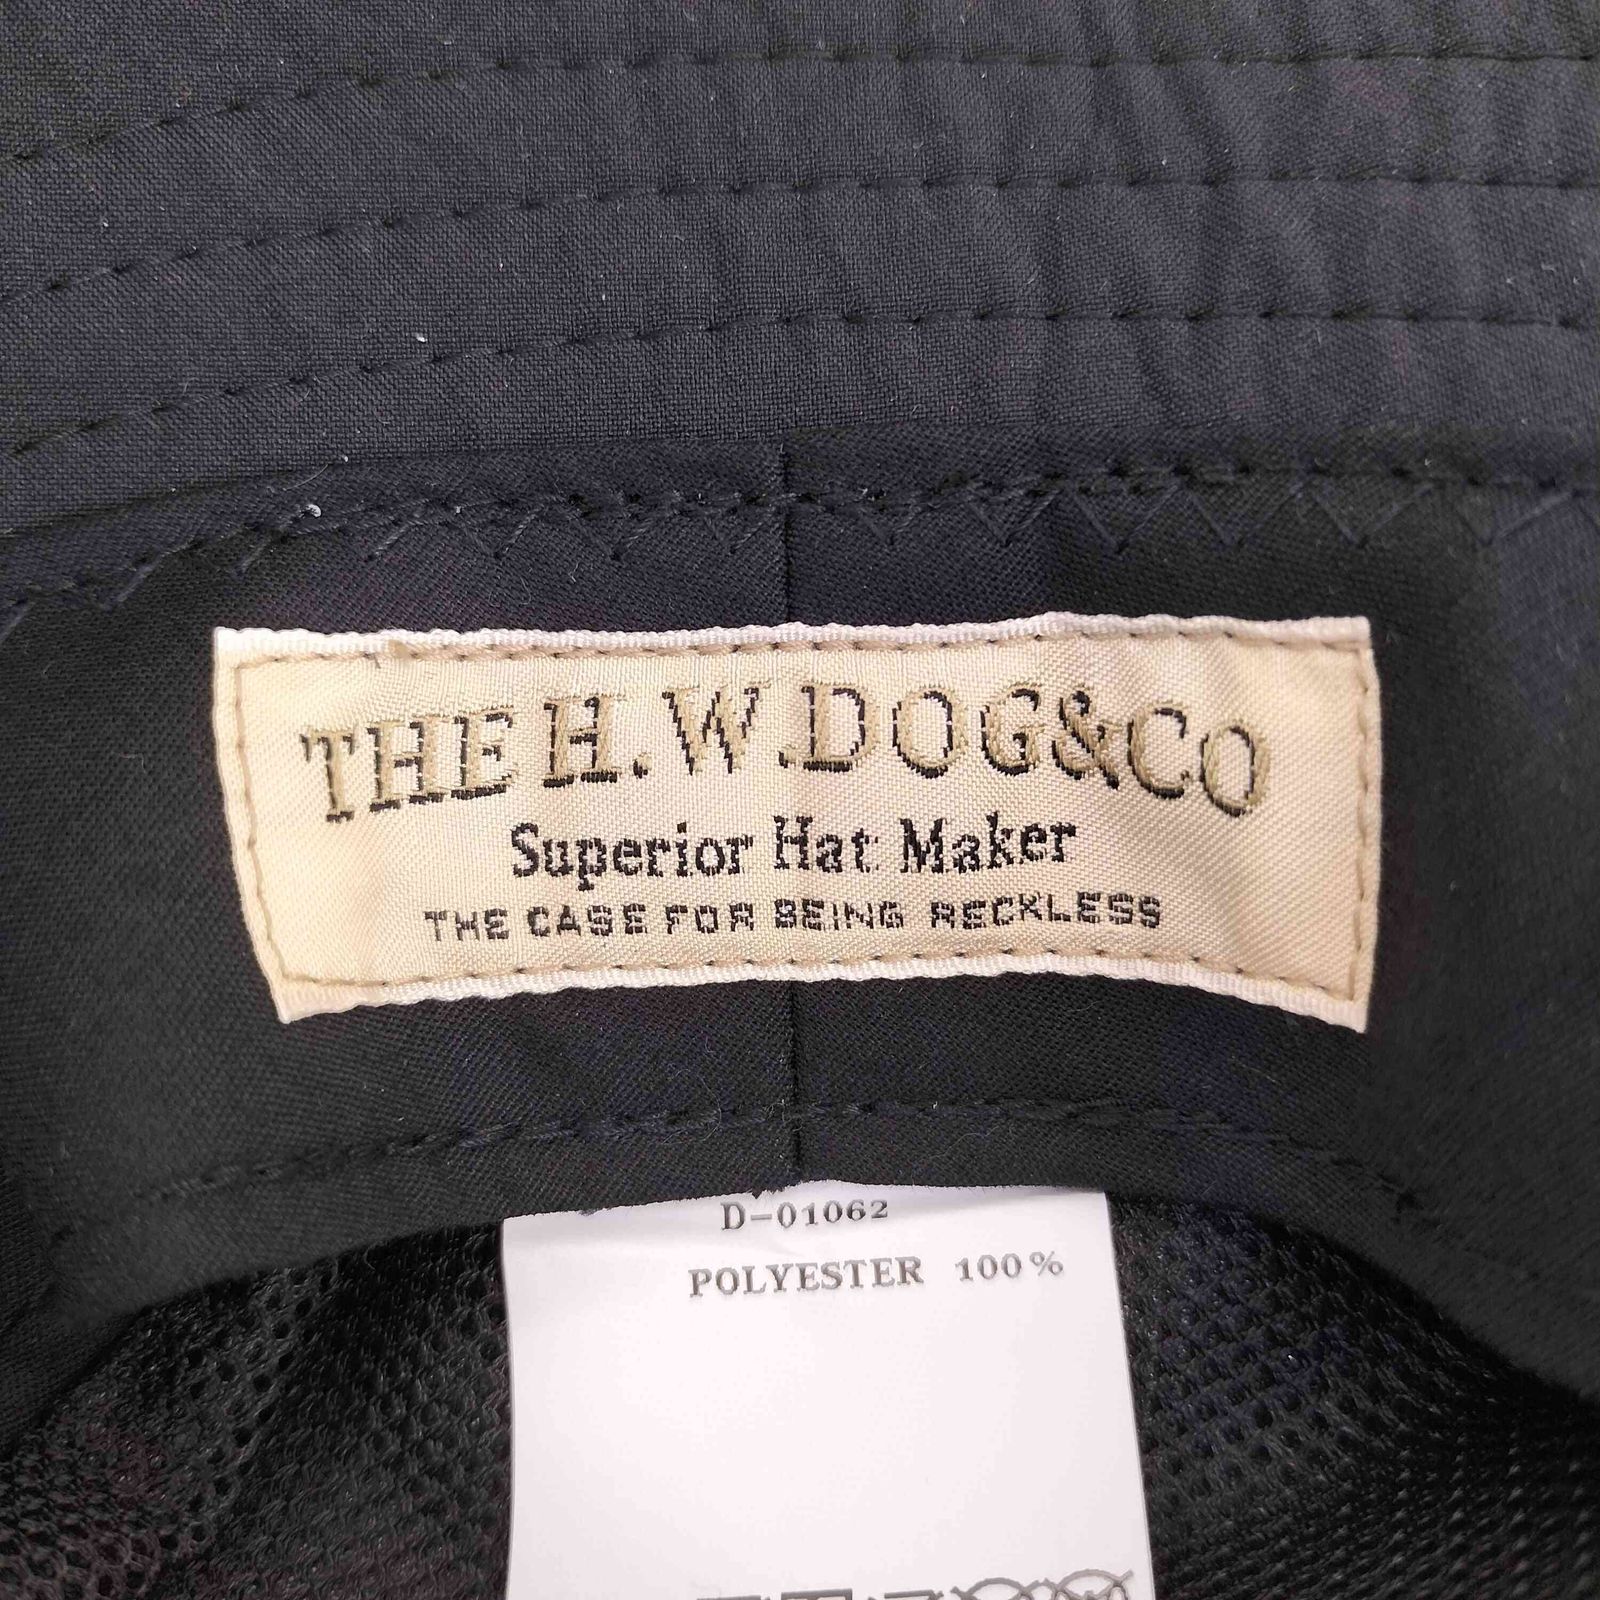 THE H.W.DOG&CO
Superior Hat Maker
THE CASE FOR BEING RECKLESS
D-01062
POLYESTER 100%